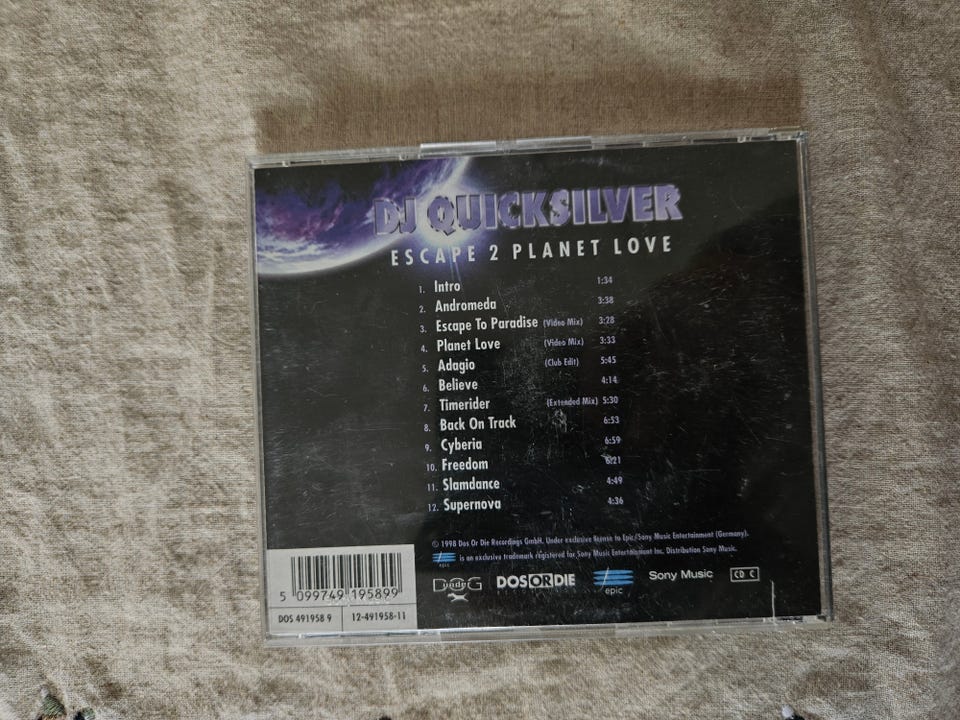 DJ QUICKSILVER
ESCAPE 2 PLANET LOVE
1. Intro 1:34
2. Andromeda 3:38
3. Escape To Paradise (Video Mix) 3:28
4. Planet Love (Video Mix) 3:33
5. Adagio (Club Edit) 5:45
6. Believe 4:14
7. Timerider (Extended Mix) 5:30
8. Back On Track 6:53
9. Cyberia 6:59
10. Freedom 6:21
11. Slamdance 4:49
12. Supernova 4:36
℗ 1998 Dos Or Die Recordings GmbH. Under exclusive license to Epic/Sony Music Entertainment (Germany).
epic is an exclusive trademark registered for Sony Music Entertainment Inc. Distribution Sony Music.
DOS OR DIE epic Sony Music CD C
5 099749 195899
DOS 491958 9 12-491958-11